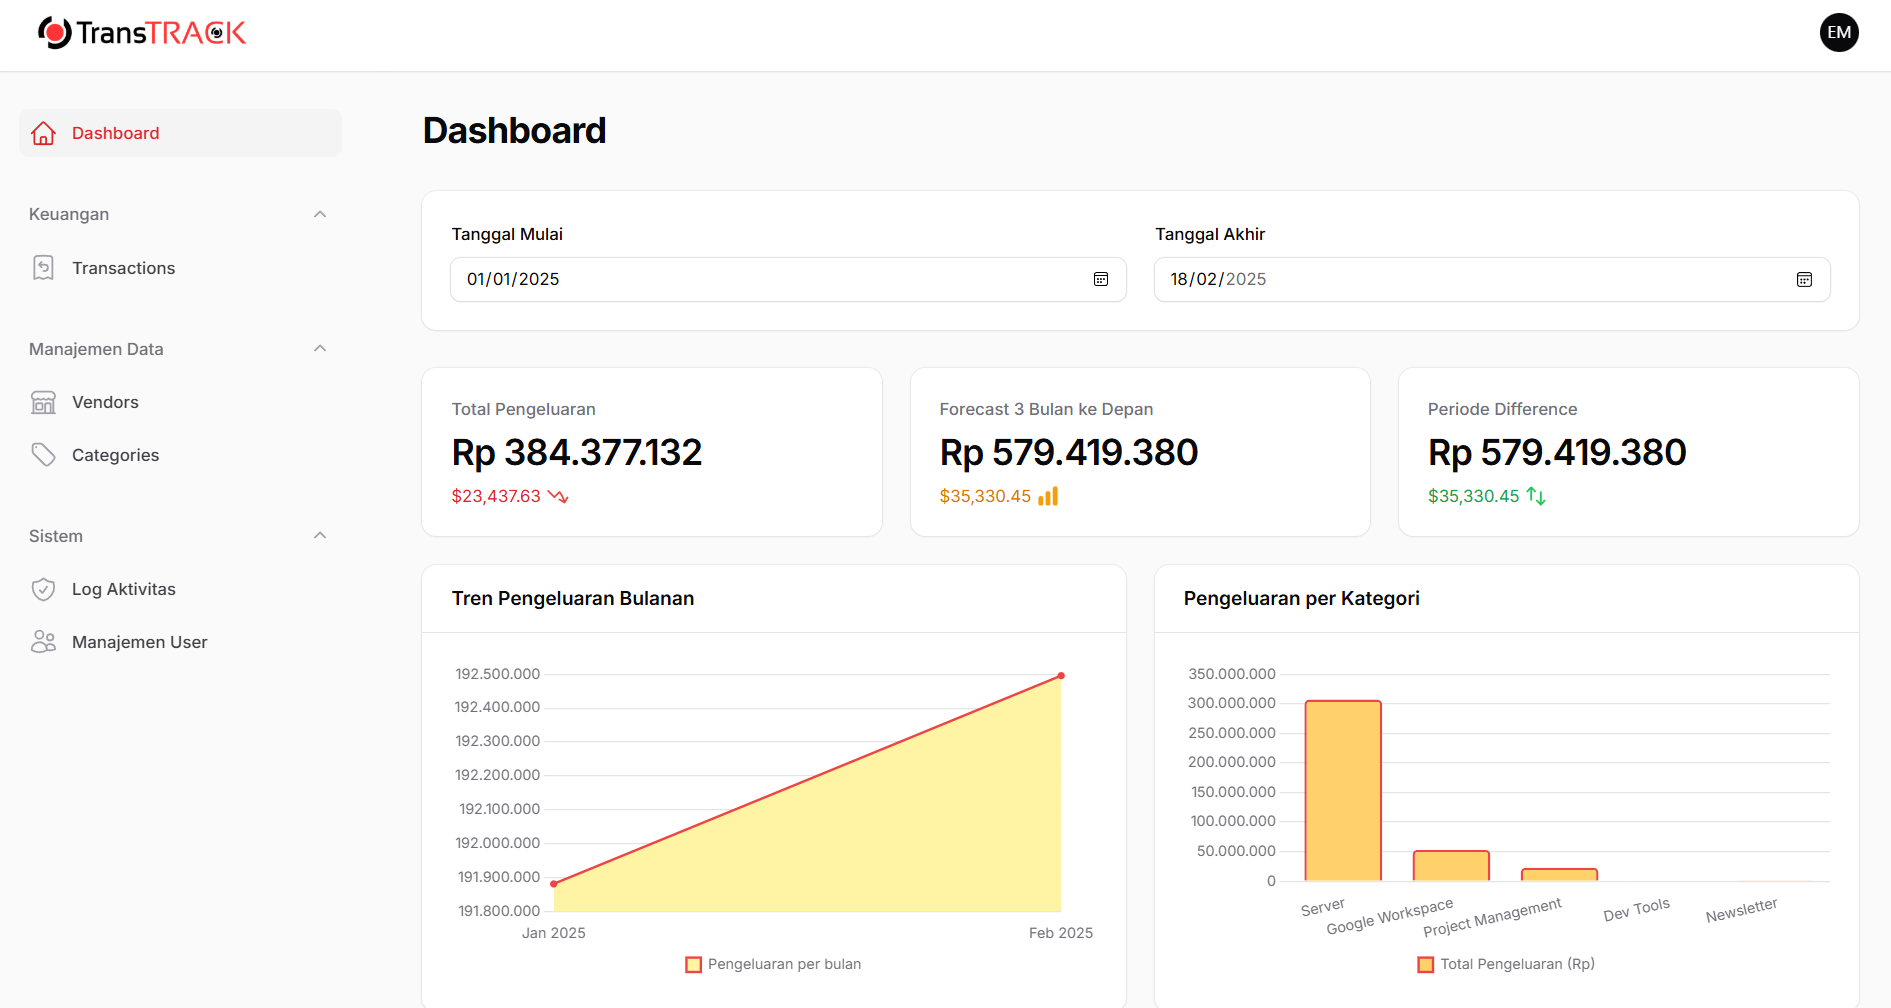 TransTRACK
EM
Dashboard
Keuangan
Transactions
Manajemen Data
Vendors
Categories
Sistem
Log Aktivitas
Manajemen User
Dashboard
Tanggal Mulai
01/01/2025
Tanggal Akhir
18/02/2025
Total Pengeluaran
Rp 384.377.132
$23,437.63
Forecast 3 Bulan ke Depan
Rp 579.419.380
$35,330.45
Periode Difference
Rp 579.419.380
$35,330.45
Tren Pengeluaran Bulanan
192.500.000
192.400.000
192.300.000
192.200.000
192.100.000
192.000.000
191.900.000
191.800.000
Jan 2025
Feb 2025
Pengeluaran per bulan
Pengeluaran per Kategori
350.000.000
300.000.000
250.000.000
200.000.000
150.000.000
100.000.000
50.000.000
0
Server
Google Workspace
Project Management
Dev Tools
Newsletter
Total Pengeluaran (Rp)